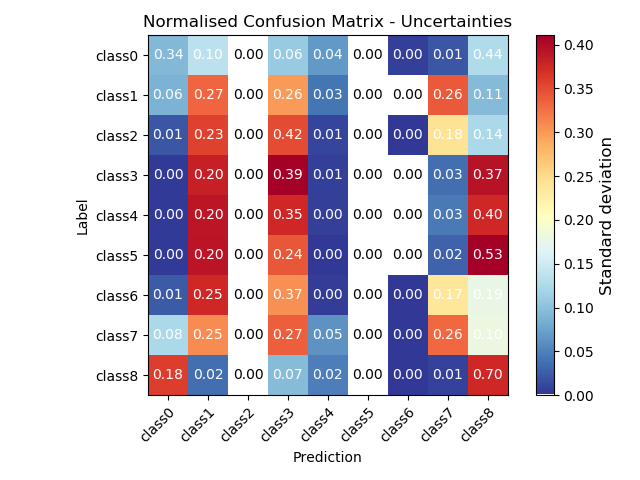 Normalised Confusion Matrix - Uncertainties
class0 0.34 0.10 0.00 0.06 0.04 0.00 0.00 0.01 0.44
class1 0.06 0.27 0.00 0.26 0.03 0.00 0.00 0.26 0.11
class2 0.01 0.23 0.00 0.42 0.01 0.00 0.00 0.18 0.14
class3 0.00 0.20 0.00 0.39 0.01 0.00 0.00 0.03 0.37
class4 0.00 0.20 0.00 0.35 0.00 0.00 0.00 0.03 0.40
class5 0.00 0.20 0.00 0.24 0.00 0.00 0.00 0.02 0.53
class6 0.01 0.25 0.00 0.37 0.00 0.00 0.00 0.17 0.19
class7 0.08 0.25 0.00 0.27 0.05 0.00 0.00 0.26 0.10
class8 0.18 0.02 0.00 0.07 0.02 0.00 0.00 0.01 0.70
class0 class1 class2 class3 class4 class5 class6 class7 class8
Prediction
Label
0.40
0.35
0.30
0.25
0.20
0.15
0.10
0.05
0.00
Standard deviation